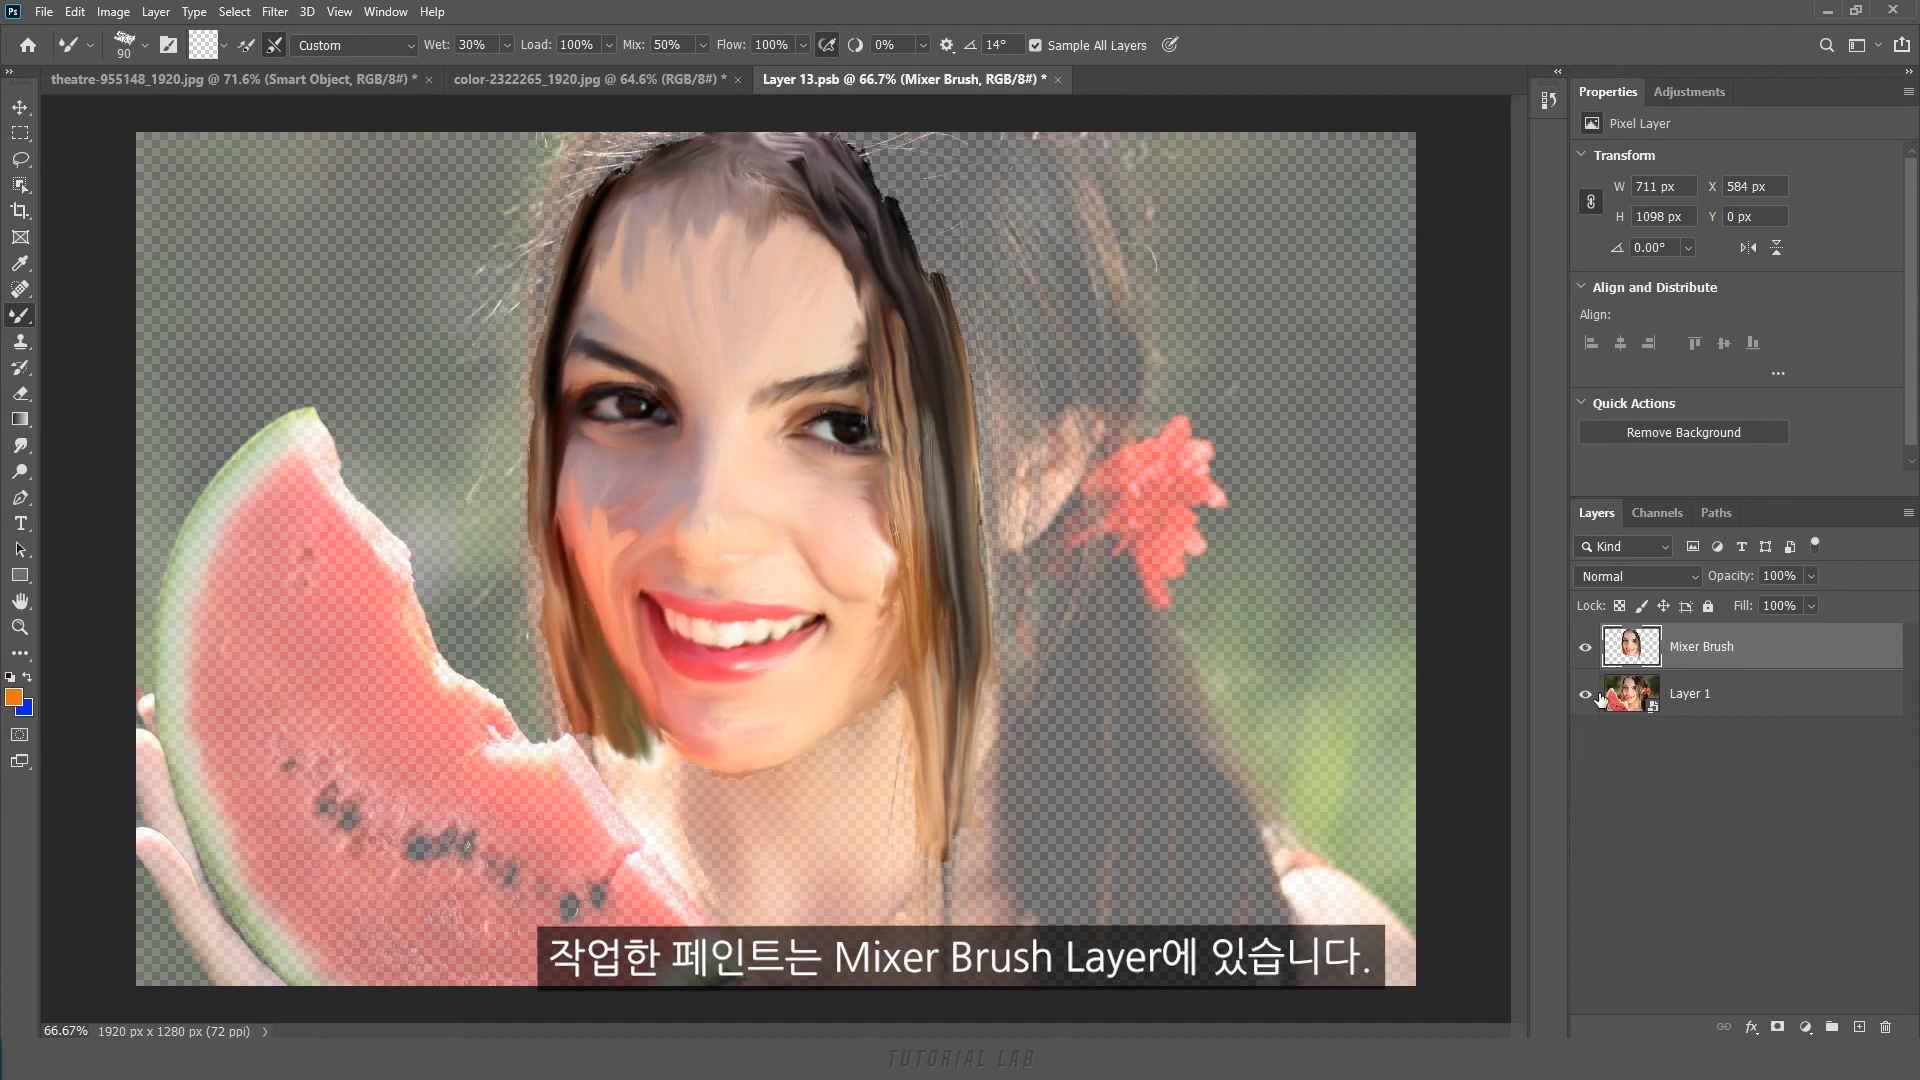 Ps File Edit Image Layer Type Select Filter 3D View Window Help
90 Custom Wet: 30% Load: 100% Mix: 50% Flow: 100% 0% 14° Sample All Layers
theatre-955148_1920.jpg @ 71.6% (Smart Object, RGB/8#) * × color-2322265_1920.jpg @ 64.6% (RGB/8#) * × Layer 13.psb @ 66.7% (Mixer Brush, RGB/8#) * ×
Properties Adjustments
Pixel Layer
Transform
W 711 px X 584 px
H 1098 px Y 0 px
0.00°
Align and Distribute
Align:
Quick Actions
Remove Background
Layers Channels Paths
Kind
Normal Opacity: 100%
Lock: Fill: 100%
Mixer Brush
Layer 1
작업한 페인트는 Mixer Brush Layer에 있습니다.
66.67% 1920 px x 1280 px (72 ppi)
TUTORIAL LAB